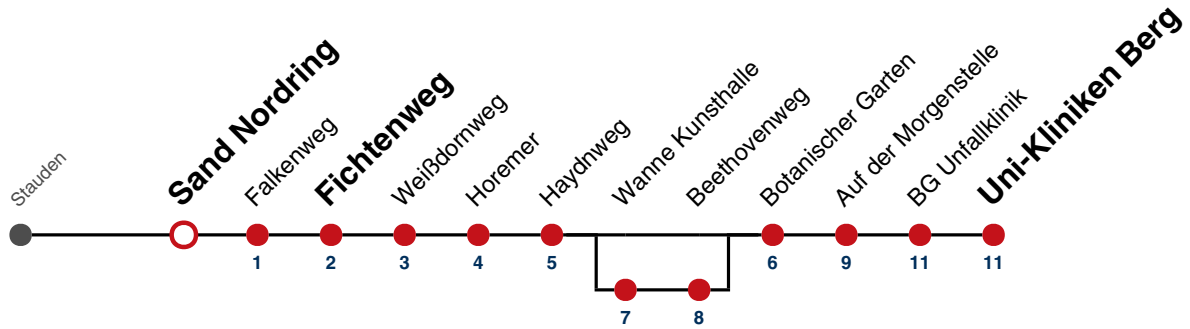 Stauden
Sand Nordring
Falkenweg
Fichtenweg
Weißdornweg
Horemer
Haydnweg
Wanne Kunsthalle
Beethovenweg
Botanischer Garten
Auf der Morgenstelle
BG Unfallklinik
Uni-Kliniken Berg
1
2
3
4
5
6
9
11
11
7
8